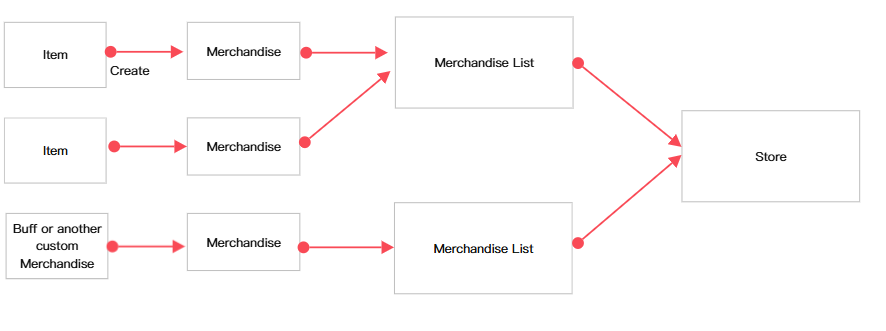 Item
Create
Merchandise
Merchandise List
Item
Merchandise
Store
Buff or another
custom
Merchandise
Merchandise
Merchandise List